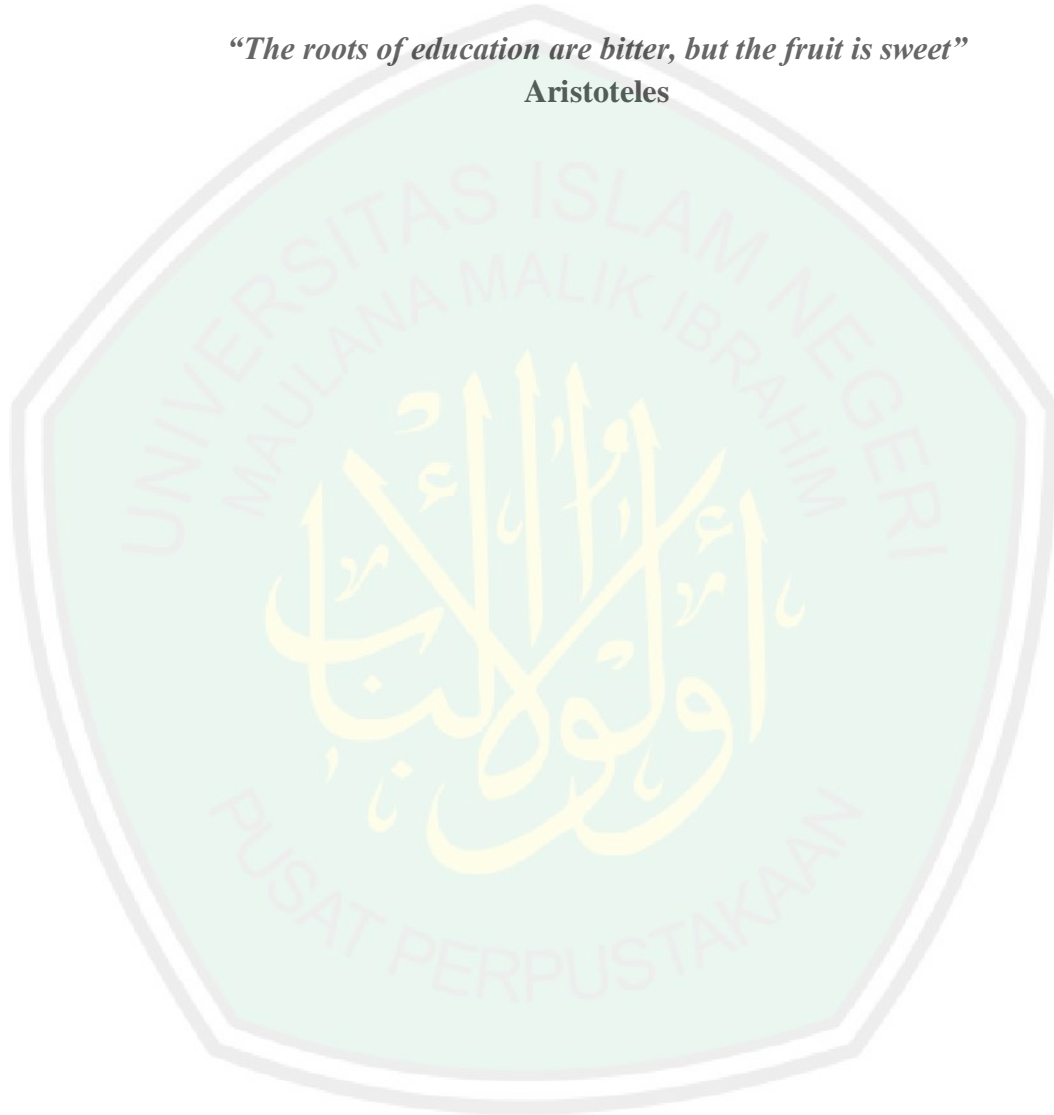 “The roots of education are bitter, but the fruit is sweet”
Aristoteles
UNIVERSITAS ISLAM NEGERI
MAULANA MALIK IBRAHIM
أولو الألباب
PUSAT PERPUSTAKAAN